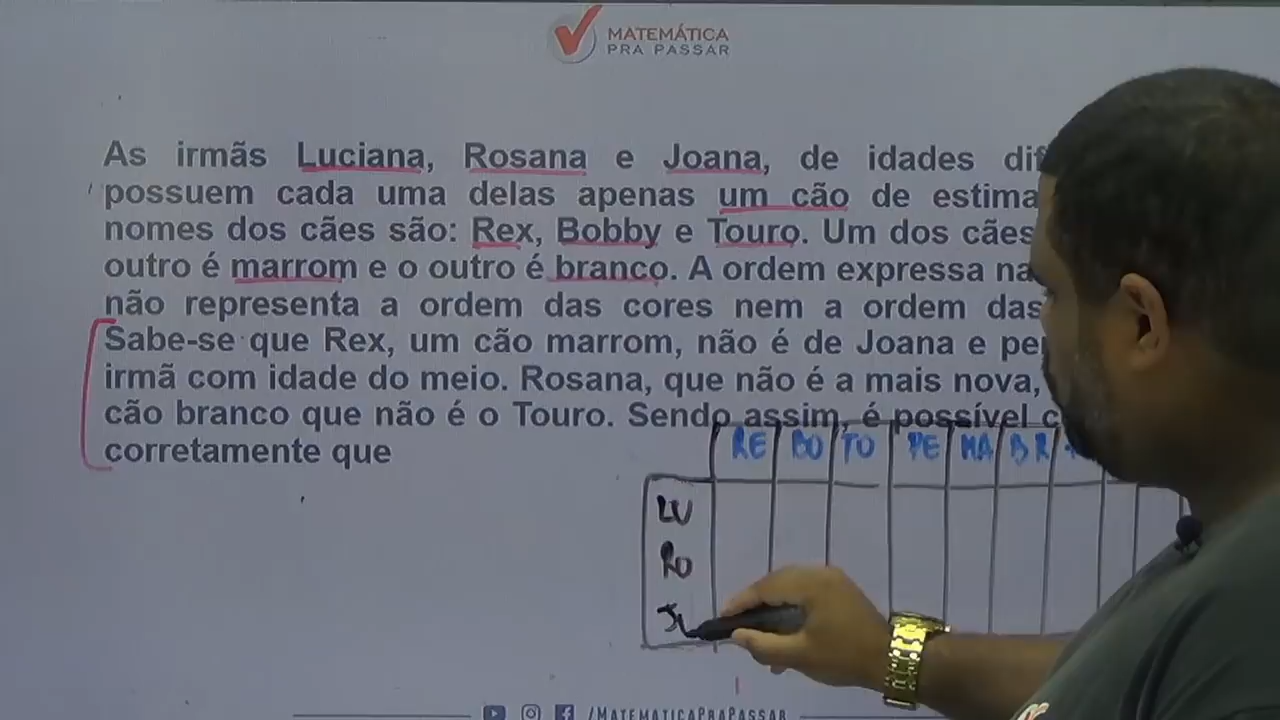 MATEMÁTICA
PRA PASSAR
As irmãs Luciana, Rosana e Joana, de idades
possuem cada uma delas apenas um cão de
nomes dos cães são: Rex, Bobby e Touro. Um dos cães
outro é marrom e o outro é branco. A ordem expressa na
não representa a ordem das cores nem a ordem das
Sabe-se que Rex, um cão marrom, não é de Joana e
irmã com idade do meio. Rosana, que não é a mais nova,
cão branco que não é o Touro. Sendo assim, é possível
corretamente que
RE BO TO PE MA BR
LU
RO
/MATEMATICAPRAPASSAR